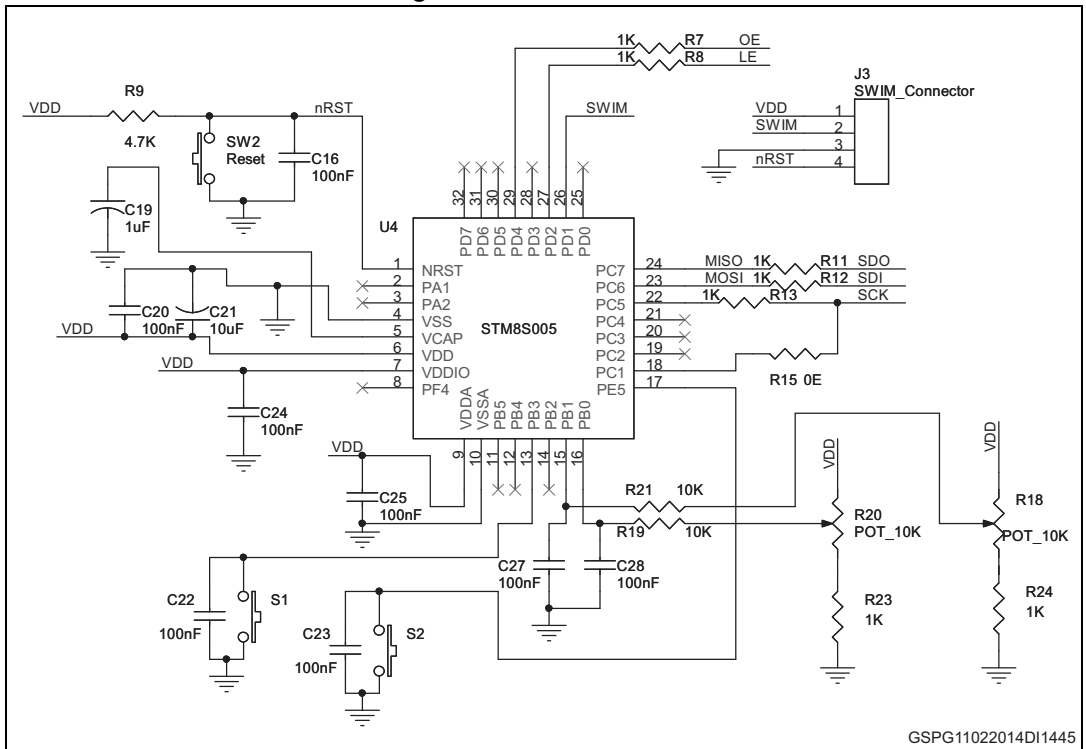 1K R7 OE
1K R8 LE
J3
SWIM_Connector
VDD 1
SWIM 2
3
nRST 4
R9
VDD
nRST
4.7K
SW2
Reset
C16
100nF
SWIM
C19
1uF
32 31 30 29 28 27 26 25
PD7 PD6 PD5 PD4 PD3 PD2 PD1 PD0
U4
STM8S005
1 NRST
2 PA1
3 PA2
4 VSS
5 VCAP
6 VDD
7 VDDIO
8 PF4
C20
100nF
C21
10uF
VDD
VDD
C24
100nF
PC7 24 MISO 1K R11 SDO
PC6 23 MOSI 1K R12 SDI
PC5 22 1K R13 SCK
PC4 21
PC3 20
PC2 19
PC1 18
PE5 17
R15 0E
VDDA VSSA PB5 PB4 PB3 PB2 PB1 PB0
9 10 11 12 13 14 15 16
VDD
C25
100nF
R21 10K
R19 10K
C27
100nF
C28
100nF
VDD
R20
POT_10K
VDD
R18
POT_10K
R23
1K
R24
1K
C22
100nF
S1
C23
100nF
S2
GSPG11022014DI1445